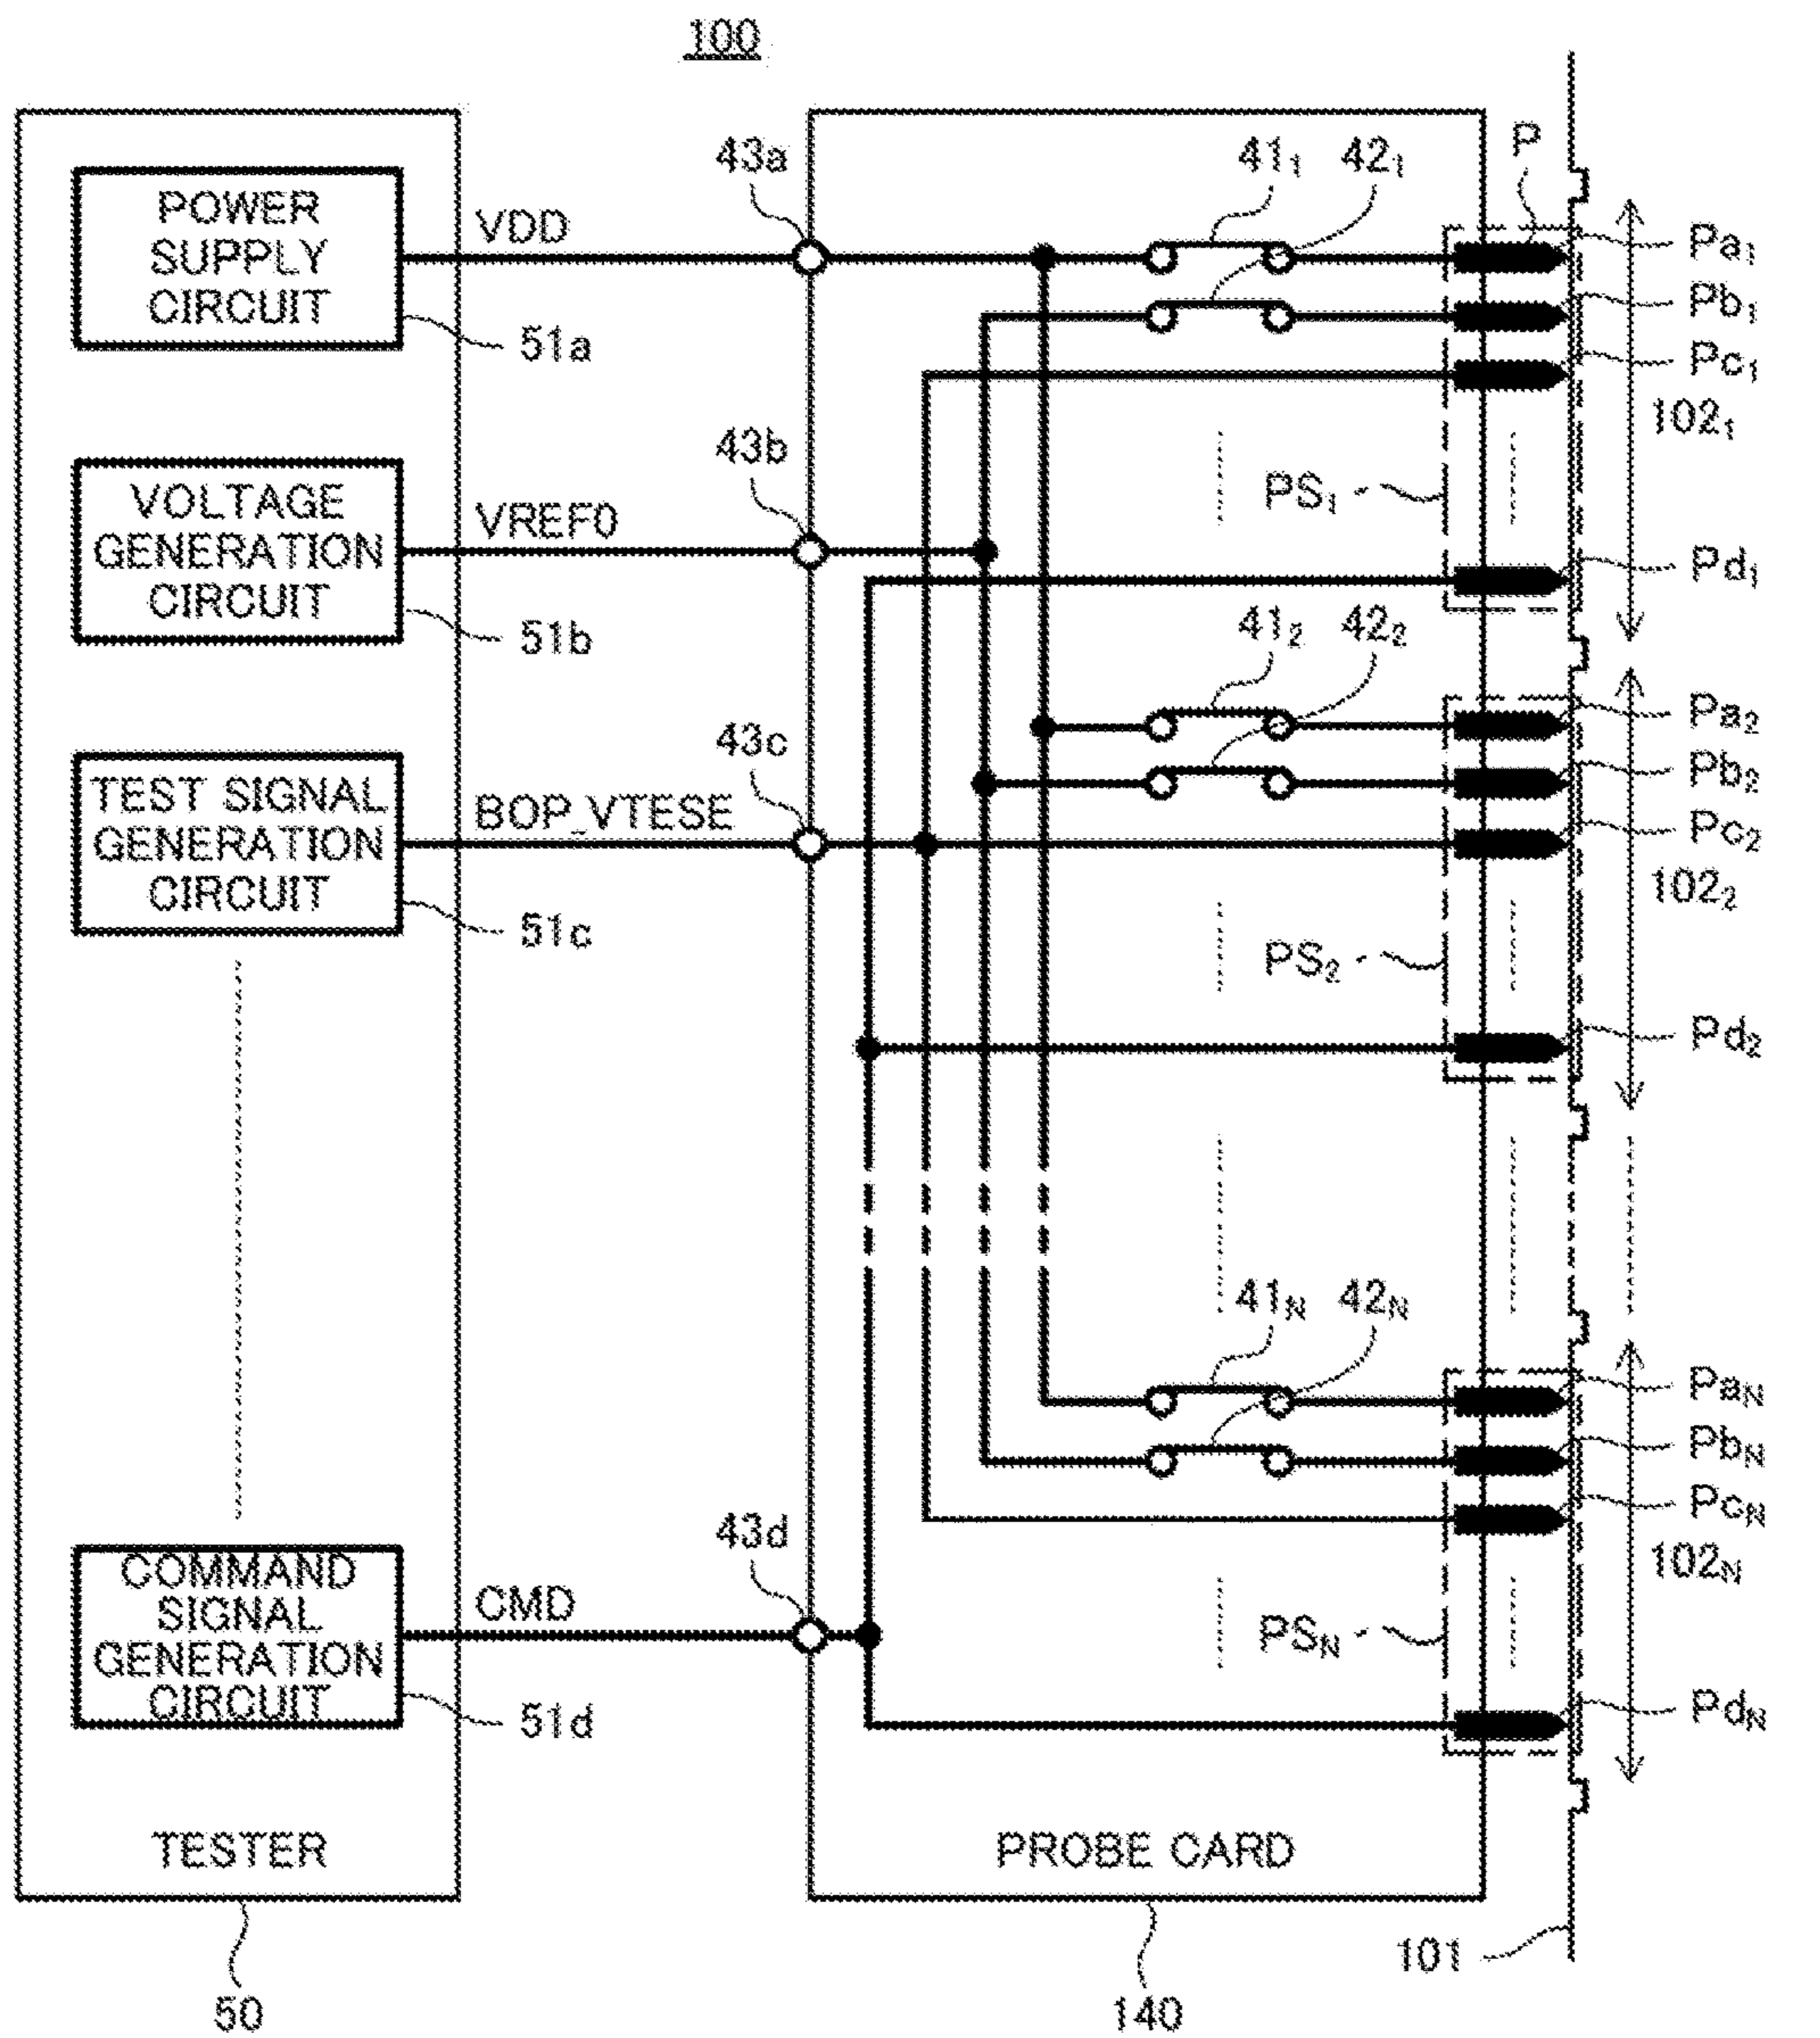 100
POWER
SUPPLY
CIRCUIT
51a
VDD
43a
41₁
42₁
P
Pa₁
Pb₁
Pc₁
102₁
PS₁
Pd₁
VOLTAGE
GENERATION
CIRCUIT
51b
VREF0
43b
41₂
42₂
Pa₂
Pb₂
Pc₂
102₂
PS₂
Pd₂
TEST SIGNAL
GENERATION
CIRCUIT
51c
BOP_VTESE
43c
41N
42N
PaN
PbN
PcN
102N
PSN
PdN
COMMAND
SIGNAL
GENERATION
CIRCUIT
51d
CMD
43d
TESTER
PROBE CARD
50
140
101